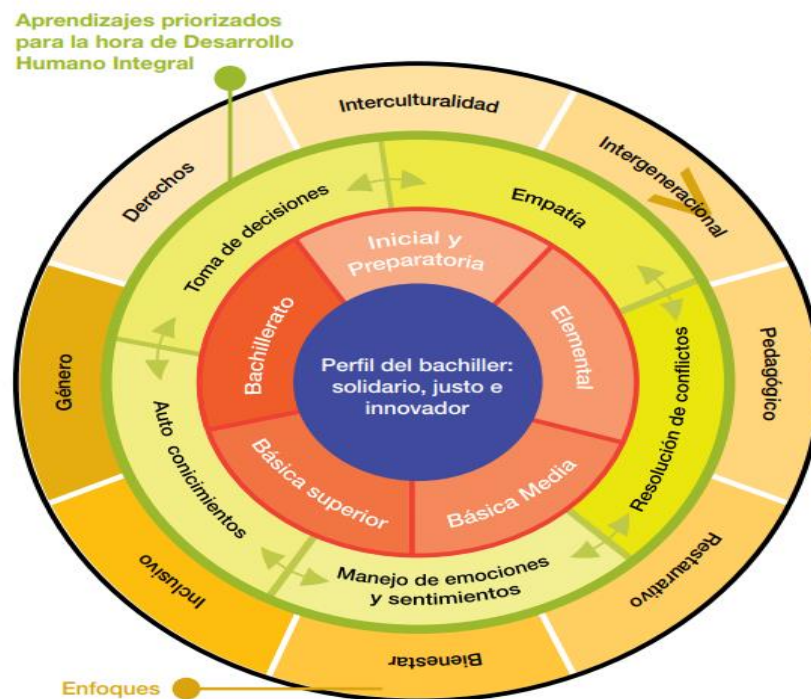 Aprendizajes priorizados
para la hora de Desarrollo
Humano Integral
Interculturalidad
Intergeneracional
Pedagógico
Restaurativo
Bienestar
Inclusivo
Género
Derechos
Toma de decisiones
Empatía
Resolución de conflictos
Manejo de emociones
y sentimientos
Auto conicimientos
Inicial y
Preparatoria
Elemental
Básica Media
Básica superior
Bachillerato
Perfil del bachiller:
solidario, justo e
innovador
Enfoques